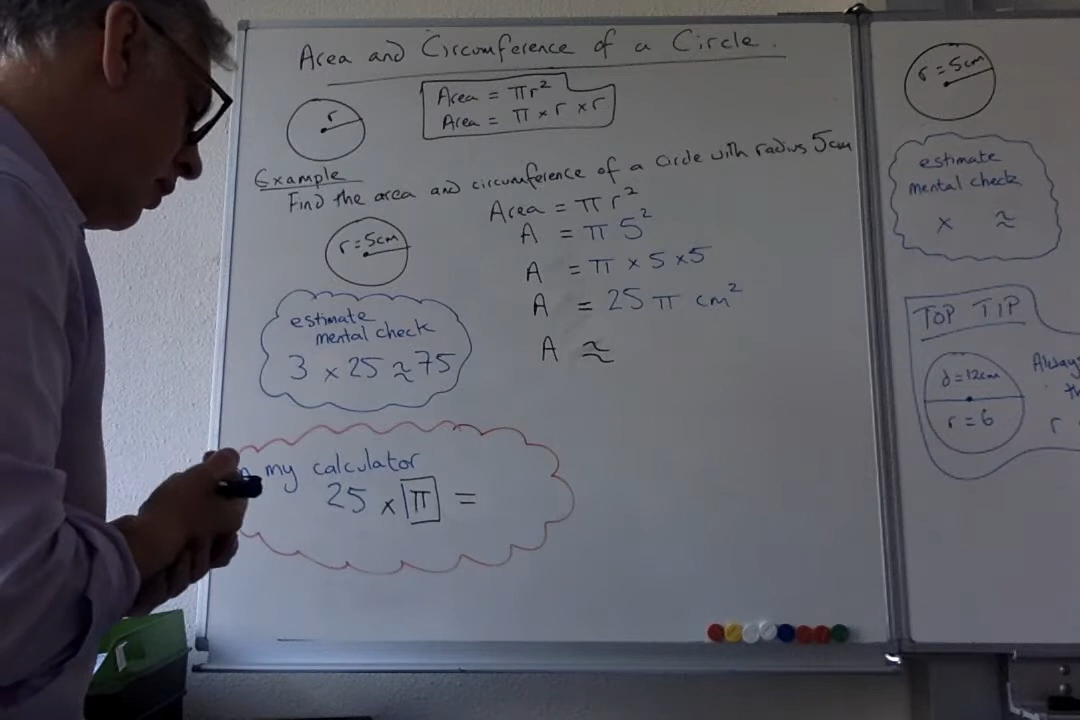 Area and Circumference of a Circle.
r
Area = πr²
Area = π × r × r
Example
Find the area and circumference of a circle with radius 5cm
r = 5cm
Area = π r²
A = π 5²
A = π × 5 × 5
A = 25 π cm²
A ≈
estimate
mental check
3 × 25 ≈ 75
my calculator
25 × π =
r = 5cm
estimate
mental check
× ≈
TOP TIP
d = 12cm
r = 6
Always
r